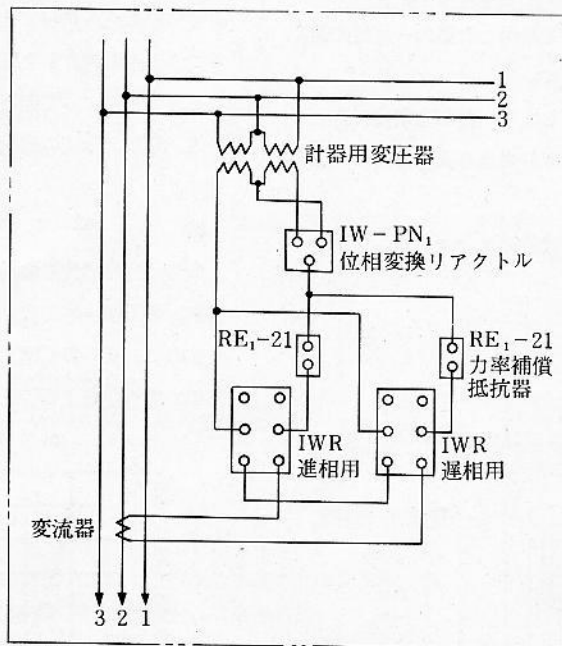 1
2
3
計器用変圧器
IW-PN₁
位相変換リアクトル
RE₁-21
RE₁-21
力率補償
抵抗器
IWR
進相用
IWR
遅相用
変流器
3 2 1